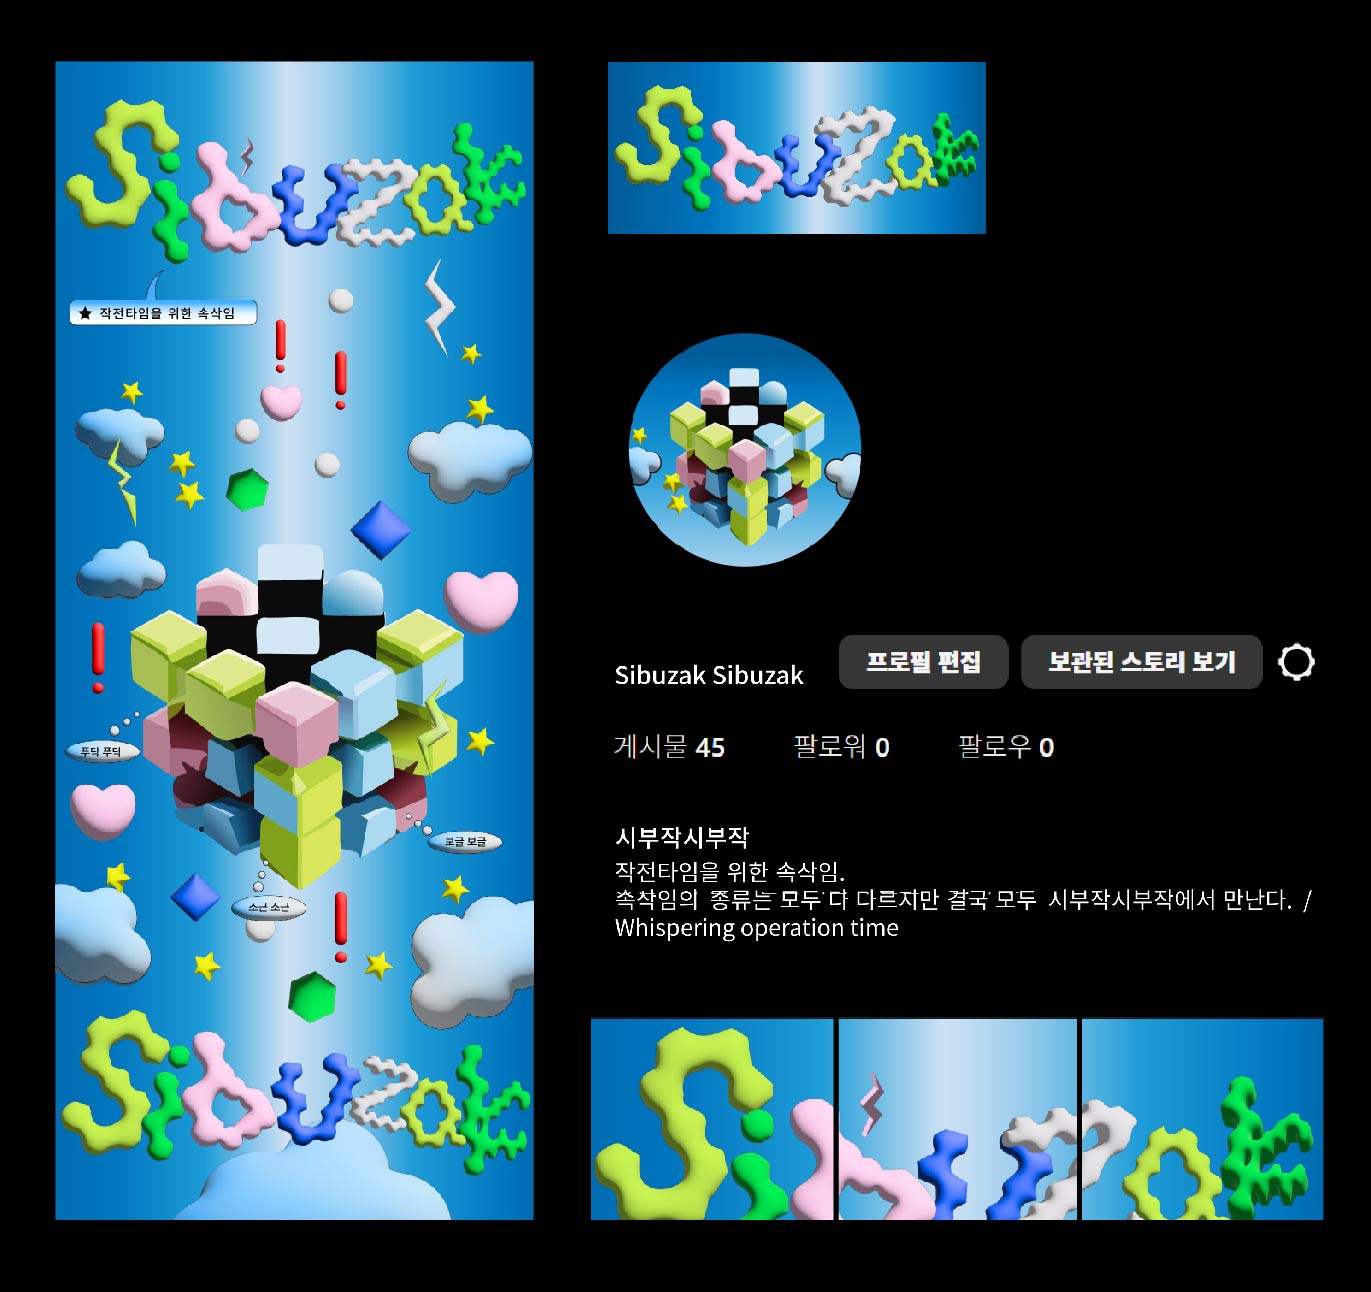 Sibuzak
★ 작전타임을 위한 속삭임
푸딕 푸딕
보글 보글
소근 소근
Sibuzak
Sibuzak
Sibuzak Sibuzak
프로필 편집
보관된 스토리 보기
게시물 45
팔로워 0
팔로우 0
시부작시부작
작전타임을 위한 속삭임.
속삭임의 종류는 모두 다 다르지만 결국 모두 시부작시부작에서 만난다. /
Whispering operation time
Sibuzak